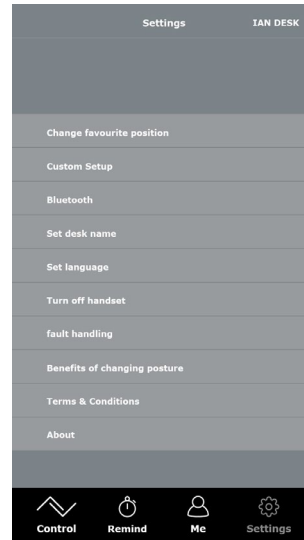 Settings IAN DESK
Change favourite position
Custom Setup
Bluetooth
Set desk name
Set language
Turn off handset
fault handling
Benefits of changing posture
Terms & Conditions
About
Control Remind Me Settings